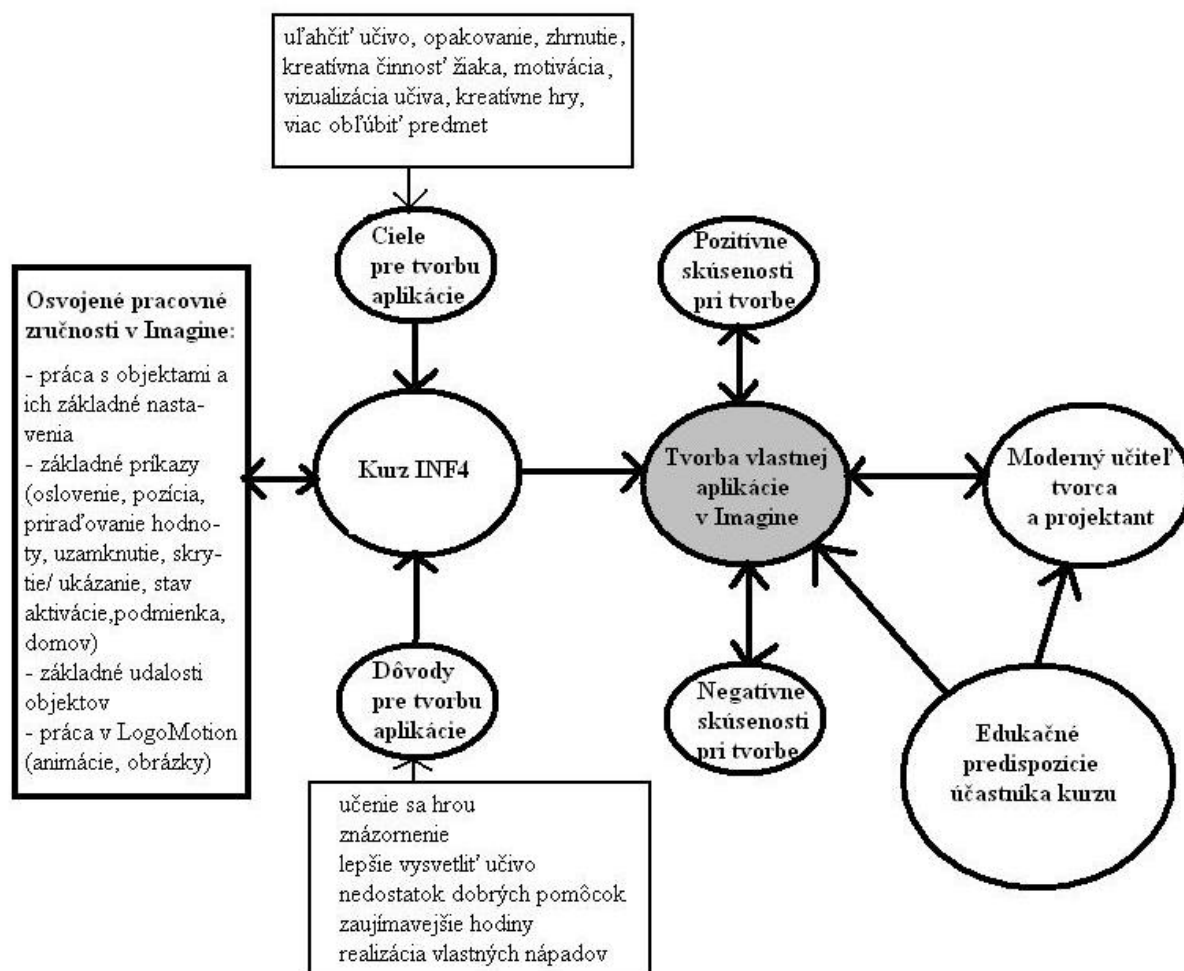 uľahčiť učivo, opakovanie, zhrnutie,
kreatívna činnosť žiaka, motivácia,
vizualizácia učiva, kreatívne hry,
viac obľúbiť predmet
Ciele
pre tvorbu
aplikácie
Pozitívne
skúsenosti
pri tvorbe
Osvojené pracovné
zručnosti v Imagine:
- práca s objektami a
ich základné nasta-
venia
- základné príkazy
(oslovenie, pozícia,
priraďovanie hodno-
ty, uzamknutie, skry-
tie/ ukázanie, stav
aktivácie,podmienka,
domov)
- základné udalosti
objektov
- práca v LogoMotion
(animácie, obrázky)
Kurz INF4
Tvorba vlastnej
aplikácie
v Imagine
Moderný učiteľ
tvorca
a projektant
Dôvody
pre tvorbu
aplikácie
Negatívne
skúsenosti
pri tvorbe
Edukačné
predispozície
účastníka kurzu
učenie sa hrou
znázornenie
lepšie vysvetliť učivo
nedostatok dobrých pomôcok
zaujímavejšie hodiny
realizácia vlastných nápadov